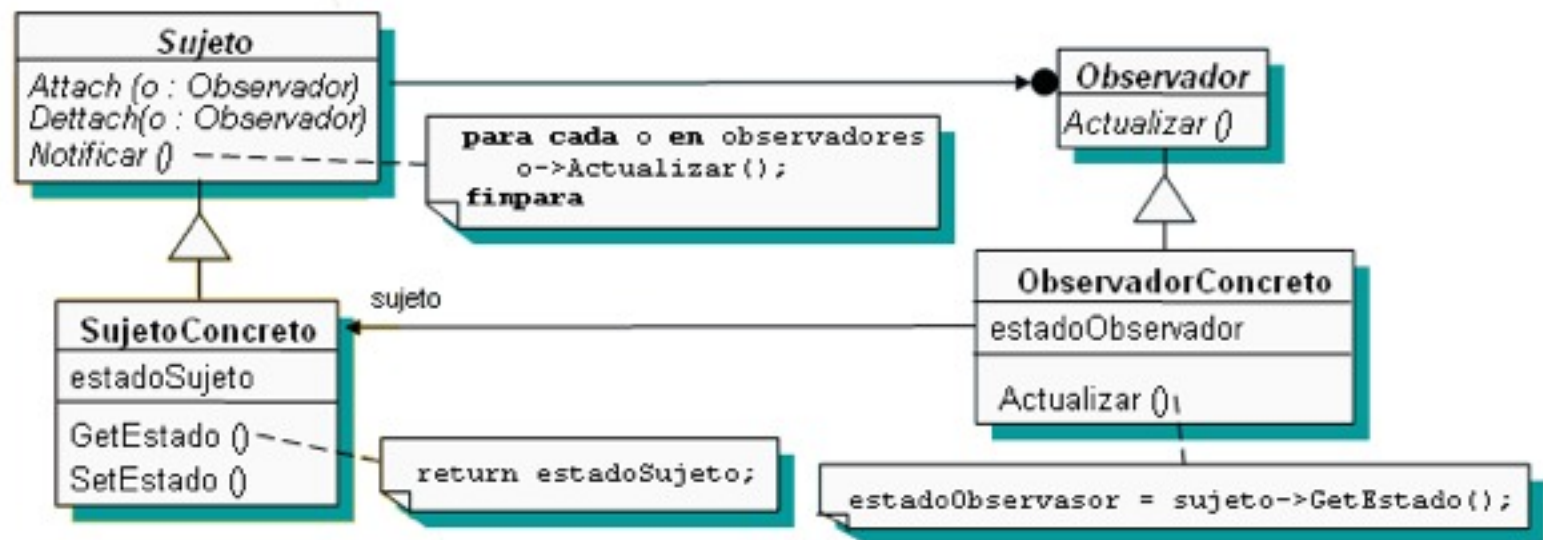 Sujeto
Attach (o : Observador)
Dettach(o : Observador)
Notificar ()
para cada o en observadores
o->Actualizar();
finpara
Observador
Actualizar ()
sujeto
SujetoConcreto
estadoSujeto
GetEstado ()
SetEstado ()
return estadoSujeto;
ObservadorConcreto
estadoObservador
Actualizar ()
estadoObservasor = sujeto->GetEstado();